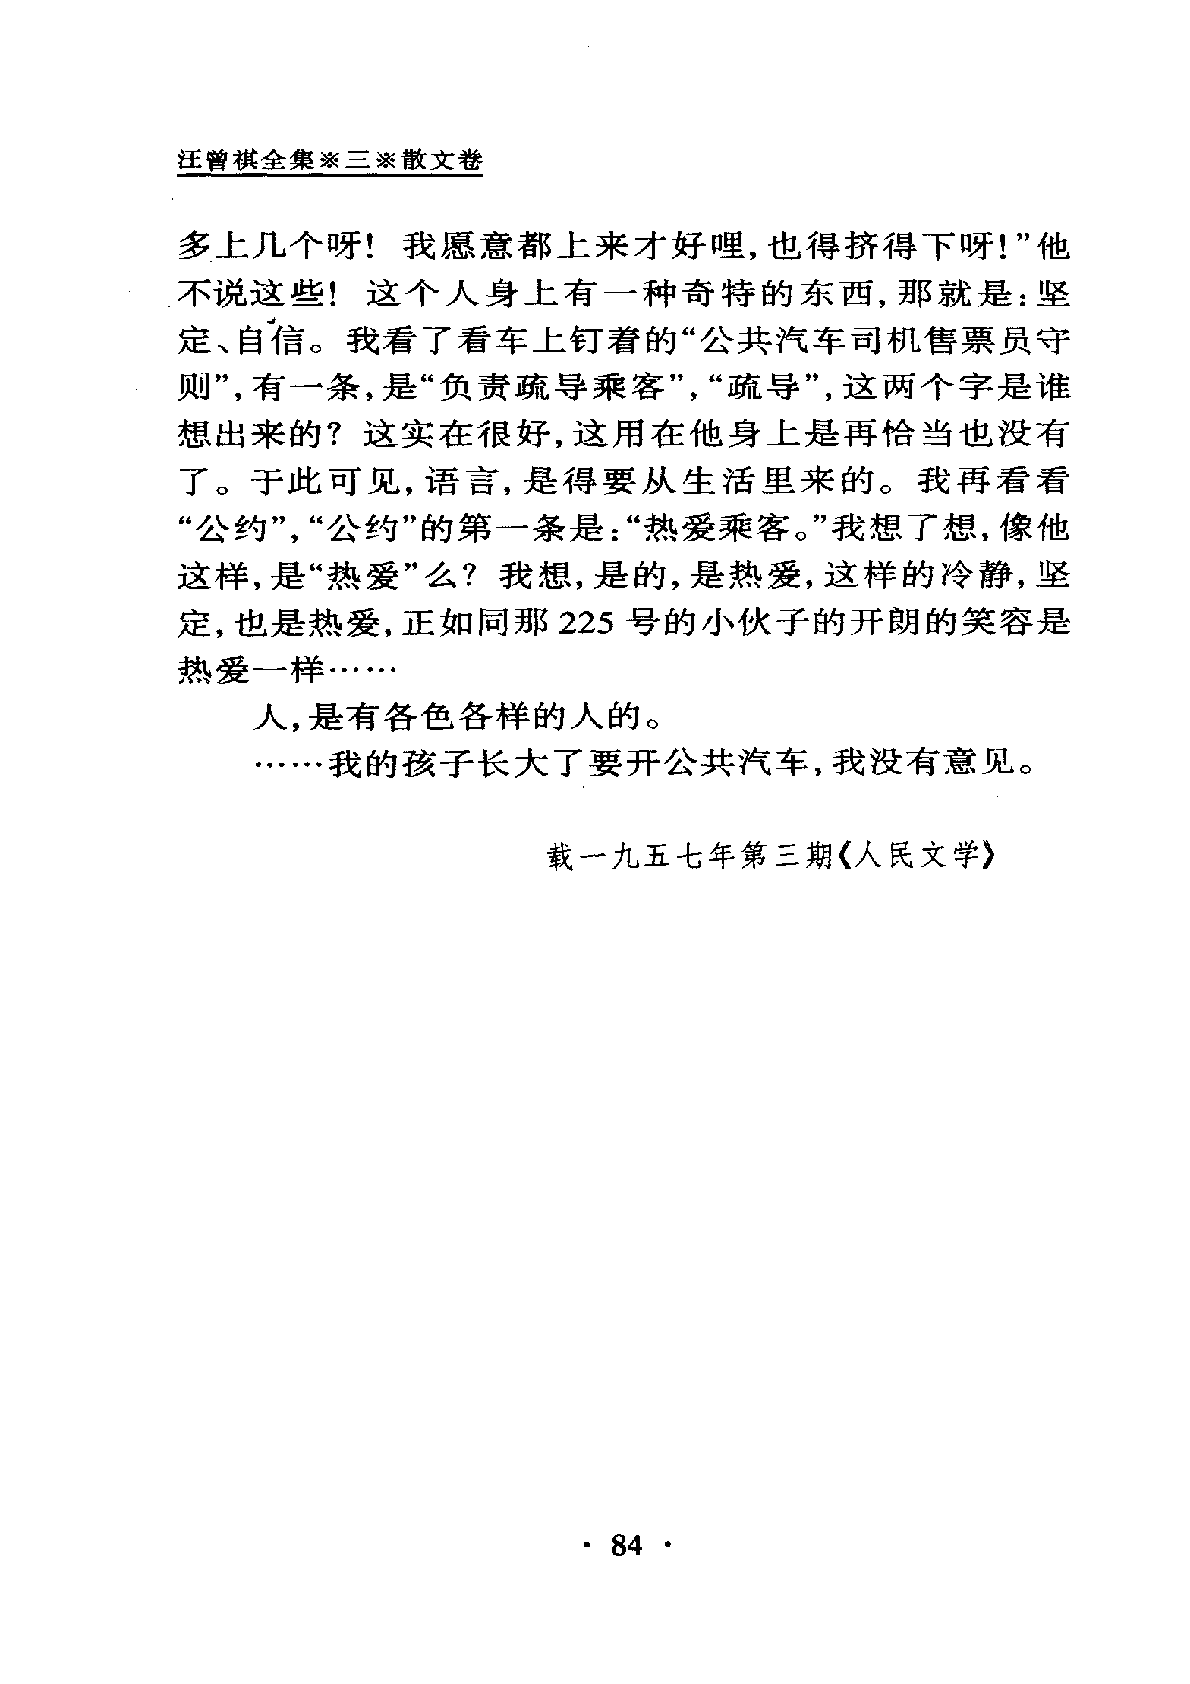 汪曾祺全集※三※散文卷
多上几个呀！我愿意都上来才好哩，也得挤得下呀！”他
不说这些！这个人身上有一种奇特的东西，那就是：坚
定、自信。我看了看车上钉着的“公共汽车司机售票员守
则”，有一条，是“负责疏导乘客”，“疏导”，这两个字是谁
想出来的？这实在很好，这用在他身上是再恰当也没有
了。于此可见，语言，是得要从生活里来的。我再看看
“公约”，“公约”的第一条是：“热爱乘客。”我想了想，像他
这样，是“热爱”么？我想，是的，是热爱，这样的冷静，坚
定，也是热爱，正如同那 225 号的小伙子的开朗的笑容是
热爱一样……
人，是有各色各样的人的。
……我的孩子长大了要开公共汽车，我没有意见。
载一九五七年第三期《人民文学》
· 84 ·